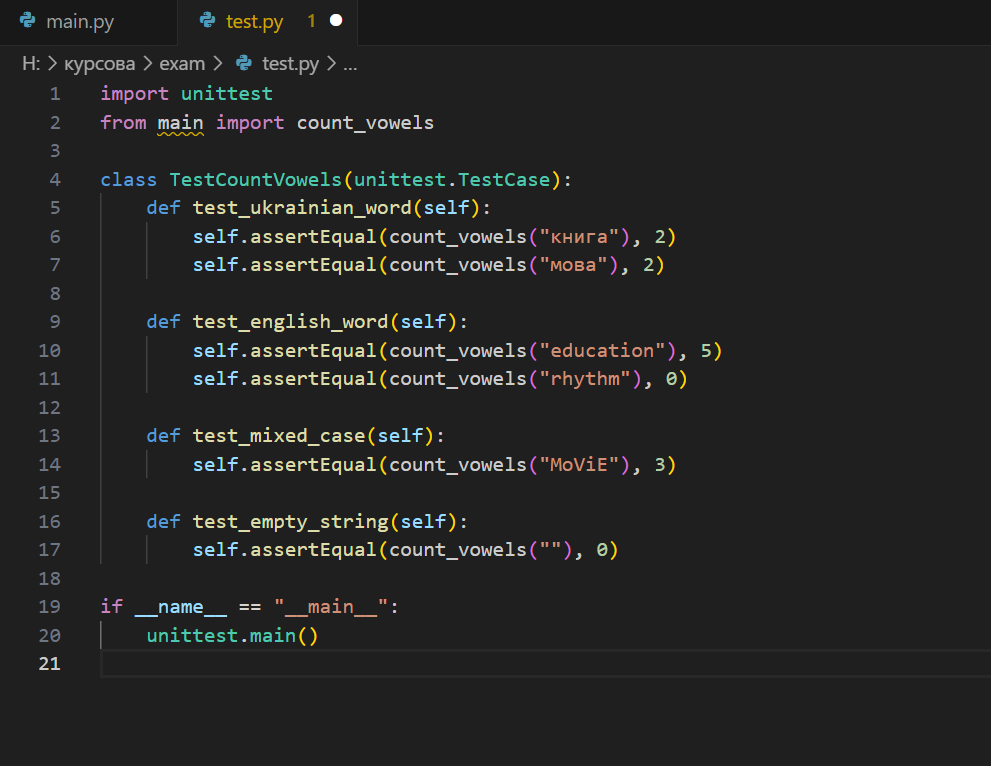 main.py test.py 1
H: > курсова > exam > test.py > ...
1 import unittest
2 from main import count_vowels
3
4 class TestCountVowels(unittest.TestCase):
5     def test_ukrainian_word(self):
6         self.assertEqual(count_vowels("книга"), 2)
7         self.assertEqual(count_vowels("мова"), 2)
8
9     def test_english_word(self):
10         self.assertEqual(count_vowels("education"), 5)
11         self.assertEqual(count_vowels("rhythm"), 0)
12
13     def test_mixed_case(self):
14         self.assertEqual(count_vowels("MoViE"), 3)
15
16     def test_empty_string(self):
17         self.assertEqual(count_vowels(""), 0)
18
19 if __name__ == "__main__":
20     unittest.main()
21